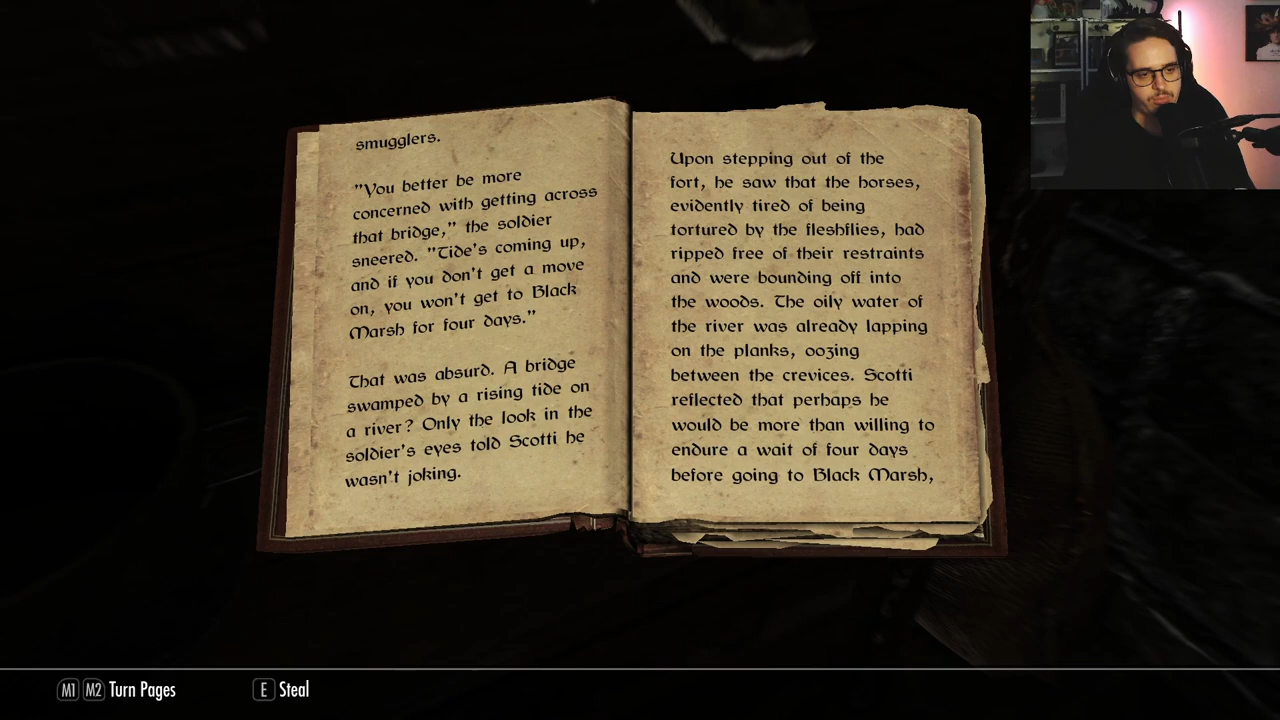 smugglers.
"You better be more
concerned with getting across
that bridge," the soldier
sneered. "Tide's coming up,
and if you don't get a move
on, you won't get to Black
Marsh for four days."
That was absurd. A bridge
swamped by a rising tide on
a river? Only the look in the
soldier's eyes told Scotti he
wasn't joking.
Upon stepping out of the
fort, he saw that the horses,
evidently tired of being
tortured by the fleshflies, had
ripped free of their restraints
and were bounding off into
the woods. The oily water of
the river was already lapping
on the planks, oozing
between the crevices. Scotti
reflected that perhaps he
would be more than willing to
endure a wait of four days
before going to Black Marsh,
M1 M2 Turn Pages
E Steal